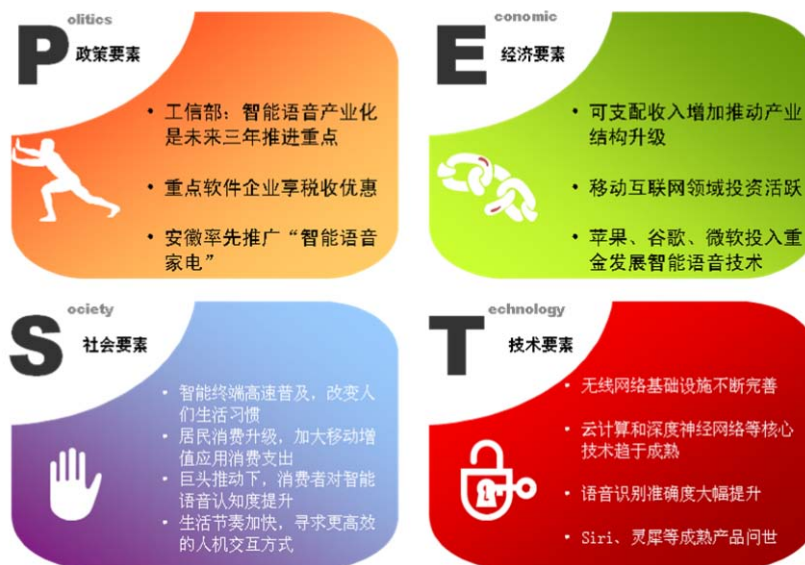 Politics
政策要素
• 工信部：智能语音产业化
是未来三年推进重点
• 重点软件企业享税收优惠
• 安徽率先推广“智能语音
家电”
Economic
经济要素
• 可支配收入增加推动产业
结构升级
• 移动互联网领域投资活跃
• 苹果、谷歌、微软投入重
金发展智能语音技术
Society
社会要素
• 智能终端高速普及，改变人
们生活习惯
• 居民消费升级，加大移动增
值应用消费支出
• 巨头推动下，消费者对智能
语音认知度提升
• 生活节奏加快，寻求更高效
的人机交互方式
Technology
技术要素
• 无线网络基础设施不断完善
• 云计算和深度神经网络等核心
技术趋于成熟
• 语音识别准确度大幅提升
• Siri、灵犀等成熟产品问世